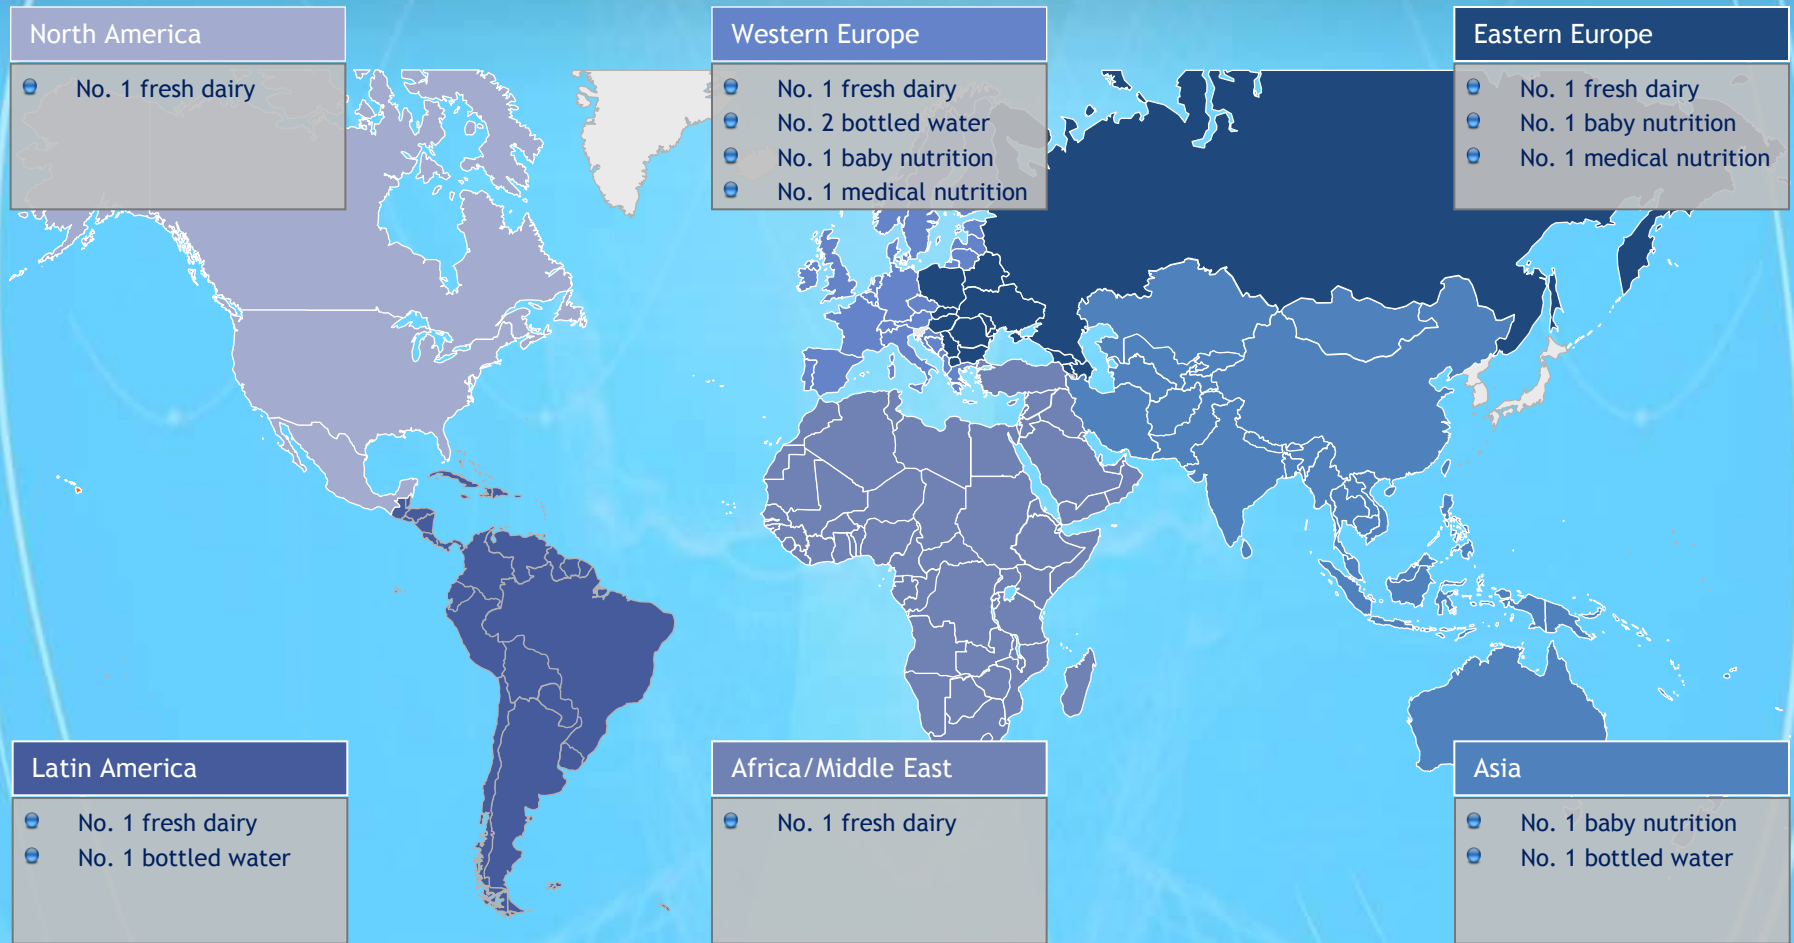 North America
No. 1 fresh dairy
Western Europe
No. 1 fresh dairy
No. 2 bottled water
No. 1 baby nutrition
No. 1 medical nutrition
Eastern Europe
No. 1 fresh dairy
No. 1 baby nutrition
No. 1 medical nutrition
Latin America
No. 1 fresh dairy
No. 1 bottled water
Africa/Middle East
No. 1 fresh dairy
Asia
No. 1 baby nutrition
No. 1 bottled water